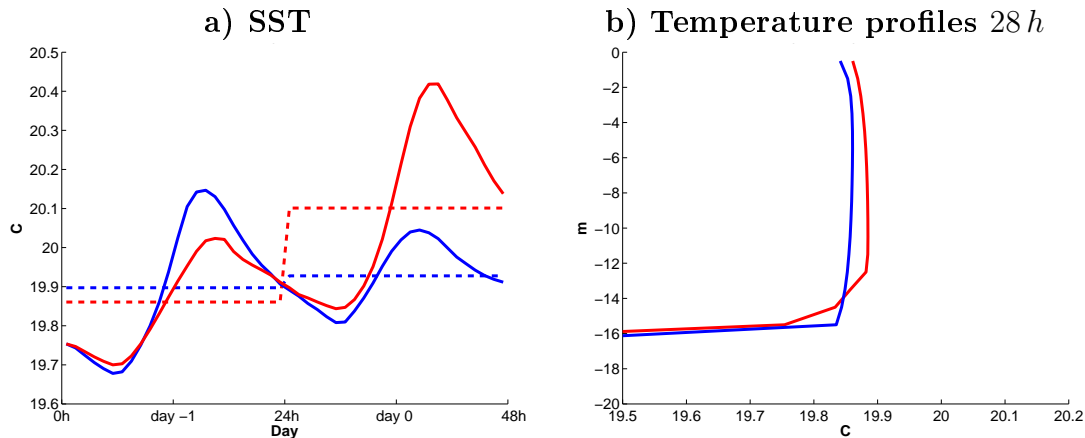 a) SST
20.5
20.4
20.3
20.2
20.1
20
19.9
19.8
19.7
19.6
C
0h
day −1
24h
day 0
48h
Day
b) Temperature profiles 28 h
0
−2
−4
−6
−8
−10
−12
−14
−16
−18
−20
m
19.5
19.6
19.7
19.8
19.9
20
20.1
20.2
C